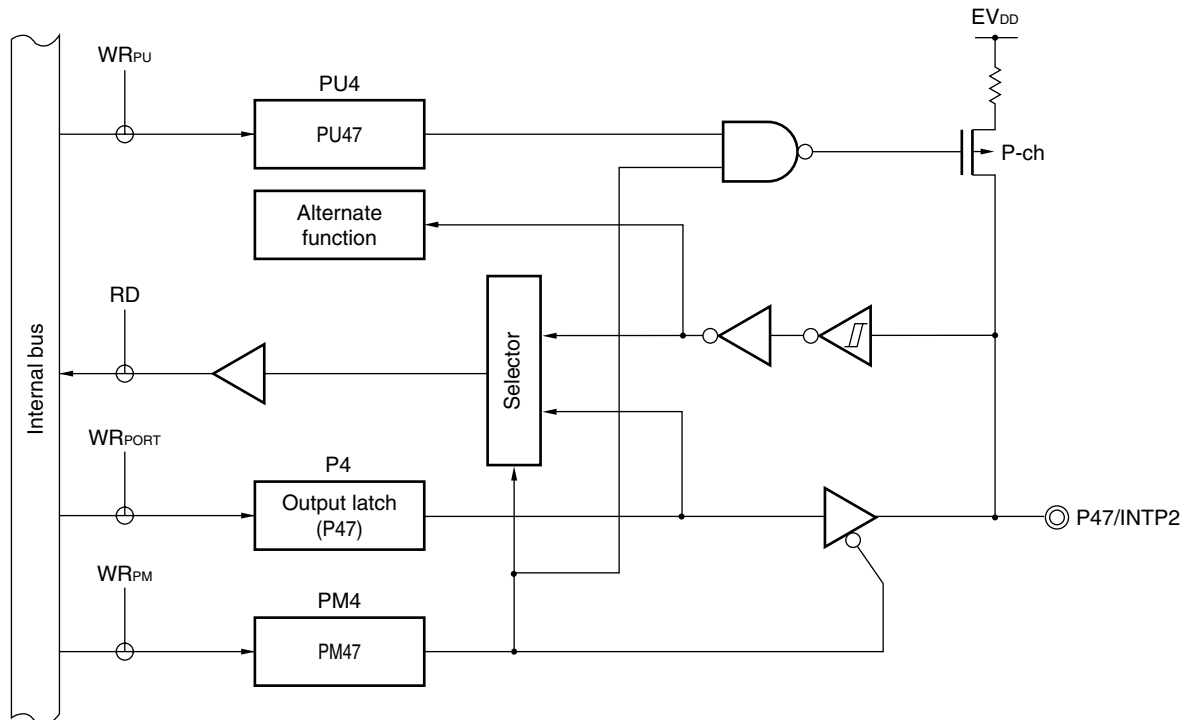 EVDD
WRPU
PU4
PU47
P-ch
Alternate
function
RD
Internal bus
Selector
WRPORT
P4
Output latch
(P47)
P47/INTP2
WRPM
PM4
PM47